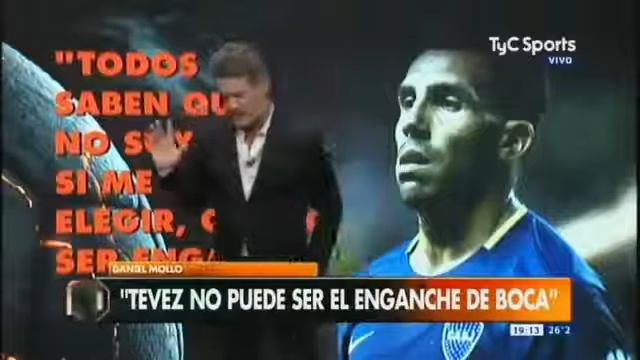 TyC Sports
VIVO
"TODOS
SABEN QU
NO
SI ME
ELEGIR,
SER
DANIEL MOLLO
"TEVEZ NO PUEDE SER EL ENGANCHE DE BOCA"
19:13 26°2